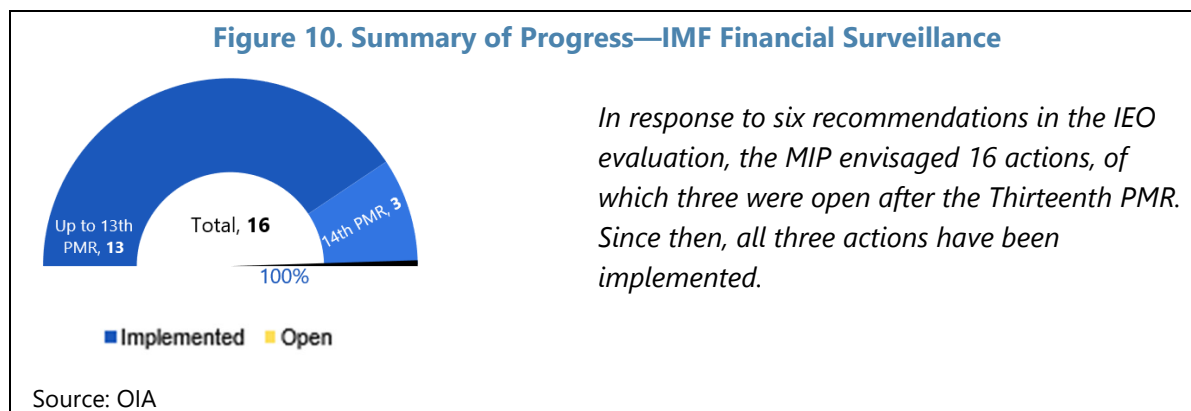 Figure 10. Summary of Progress—IMF Financial Surveillance
In response to six recommendations in the IEO
evaluation, the MIP envisaged 16 actions, of
which three were open after the Thirteenth PMR.
Since then, all three actions have been
implemented.
Up to 13th
PMR, 13
Total, 16
14th PMR, 3
100%
Implemented Open
Source: OIA